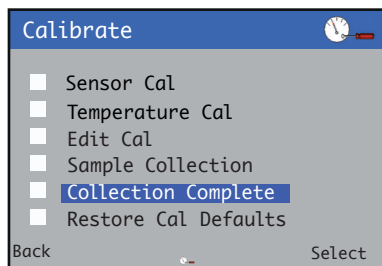 Calibrate
Sensor Cal
Temperature Cal
Edit Cal
Sample Collection
Collection Complete
Restore Cal Defaults
Back Select